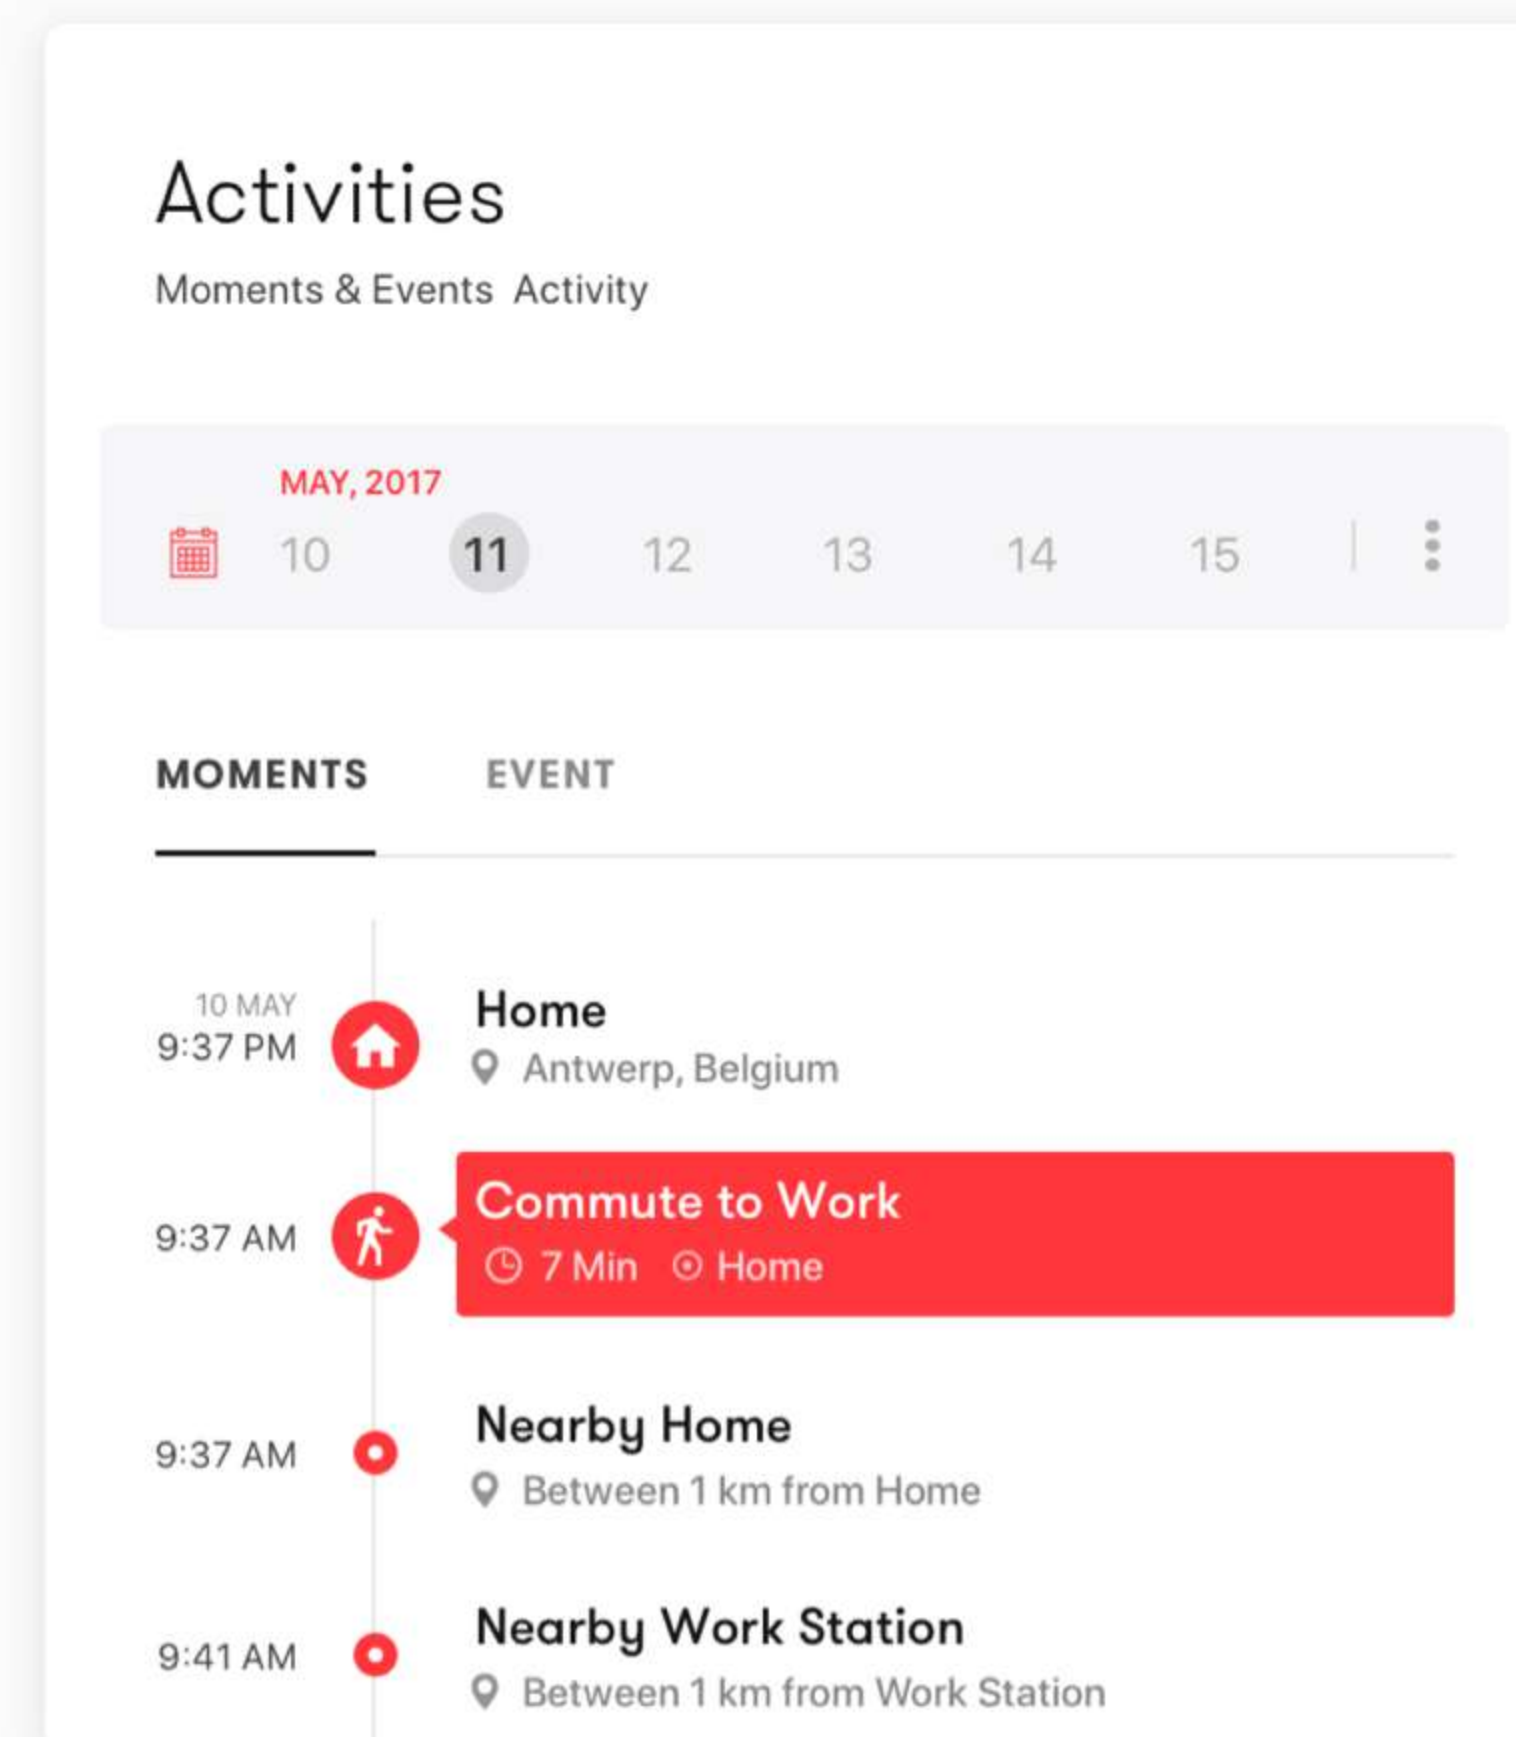 Activities
Moments & Events Activity
MAY, 2017
10 11 12 13 14 15
MOMENTS EVENT
10 MAY
9:37 PM
Home
Antwerp, Belgium
9:37 AM
Commute to Work
7 Min Home
9:37 AM
Nearby Home
Between 1 km from Home
9:41 AM
Nearby Work Station
Between 1 km from Work Station